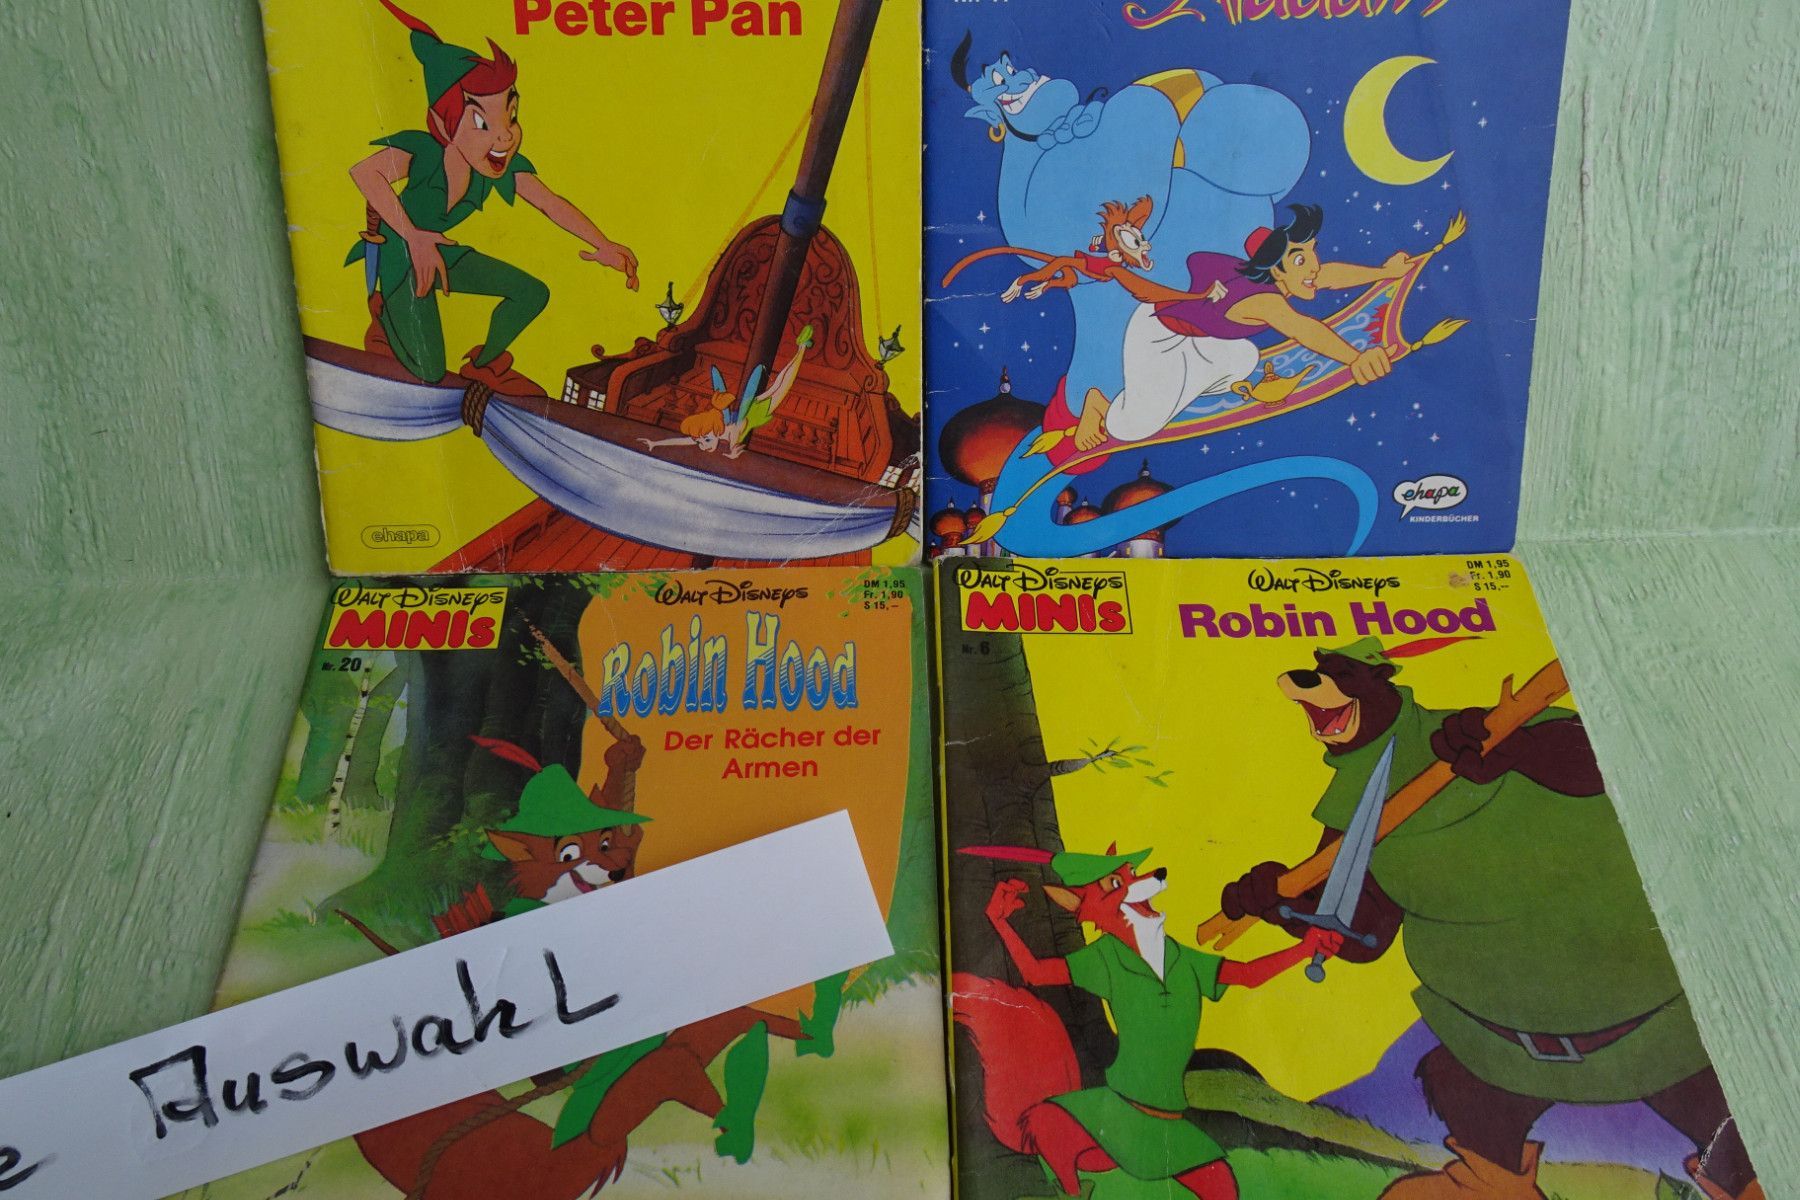 Peter Pan
Aladdin
ehapa
ehapa
KINDERBÜCHER
WALT DISNEYS
MINIS
Nr. 20
WALT DISNEYS
DM 1,95
Fr. 1,90
S 15,–
Robin Hood
Der Rächer der
Armen
WALT DISNEYS
MINIS
Nr. 6
WALT DISNEYS
DM 1,95
Fr. 1,90
S 15,–
Robin Hood
Auswahl